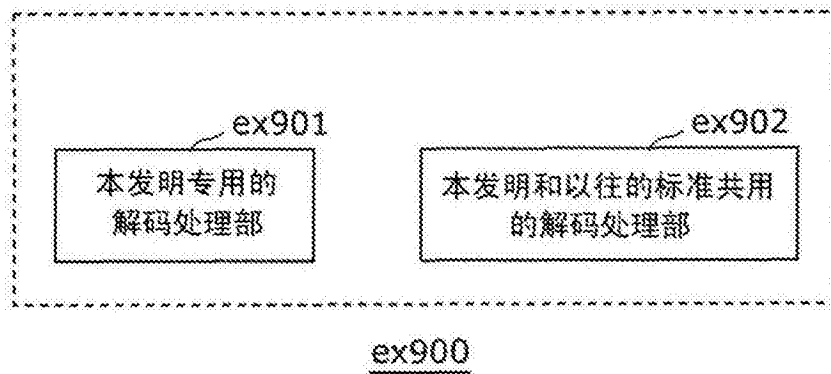 ex901
本发明专用的
解码处理部
ex902
本发明和以往的标准共用
的解码处理部
ex900